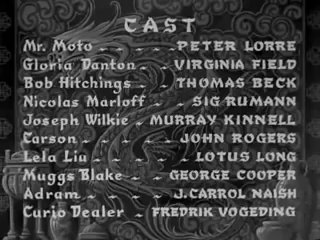 CAST
Mr. Moto PETER LORRE
Gloria Danton VIRGINIA FIELD
Bob Hitchings THOMAS BECK
Nicolas Marloff SIG RUMANN
Joseph Wilkie MURRAY KINNELL
Carson JOHN ROGERS
Lela Liu LOTUS LONG
Muggs Blake GEORGE COOPER
Adram J. CARROL NAISH
Curio Dealer FREDRIK VOGEDING